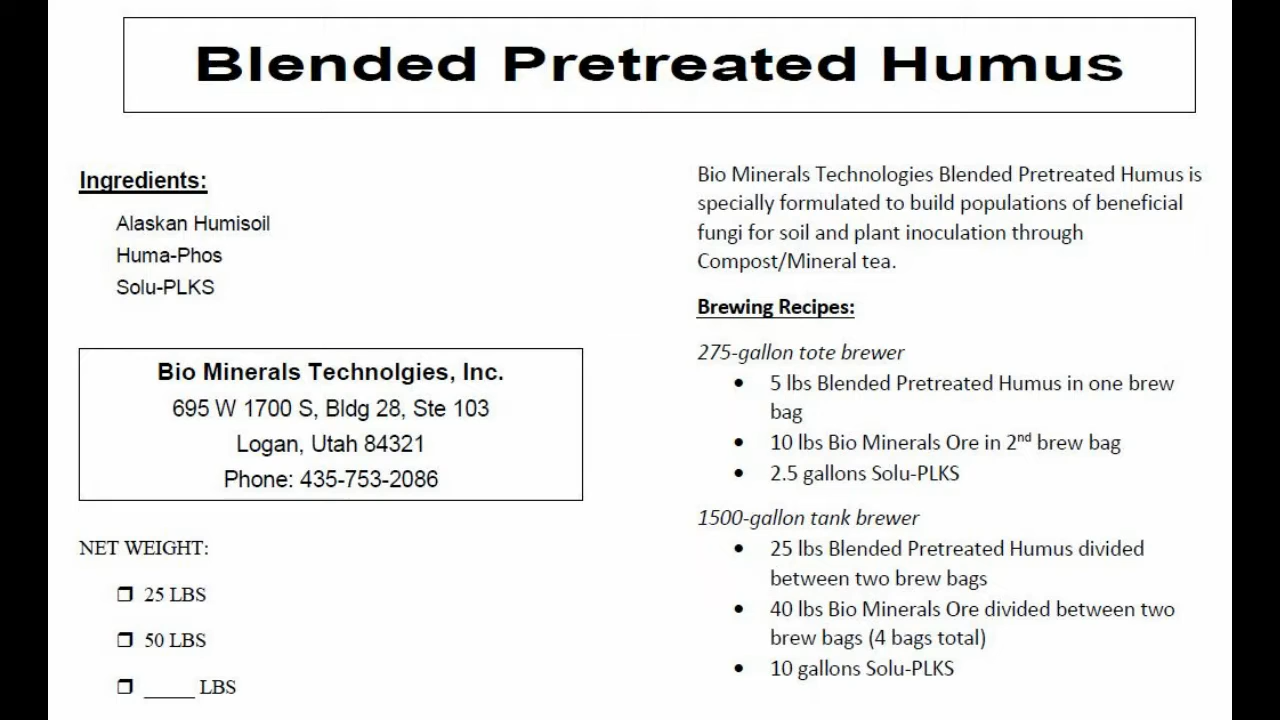 Blended Pretreated Humus
Ingredients:
Alaskan Humisoil
Huma-Phos
Solu-PLKS
Bio Minerals Technolgies, Inc.
695 W 1700 S, Bldg 28, Ste 103
Logan, Utah 84321
Phone: 435-753-2086
NET WEIGHT:
❒ 25 LBS
❒ 50 LBS
❒ _____ LBS
Bio Minerals Technologies Blended Pretreated Humus is
specially formulated to build populations of beneficial
fungi for soil and plant inoculation through
Compost/Mineral tea.
Brewing Recipes:
275-gallon tote brewer
• 5 lbs Blended Pretreated Humus in one brew
bag
• 10 lbs Bio Minerals Ore in 2nd brew bag
• 2.5 gallons Solu-PLKS
1500-gallon tank brewer
• 25 lbs Blended Pretreated Humus divided
between two brew bags
• 40 lbs Bio Minerals Ore divided between two
brew bags (4 bags total)
• 10 gallons Solu-PLKS